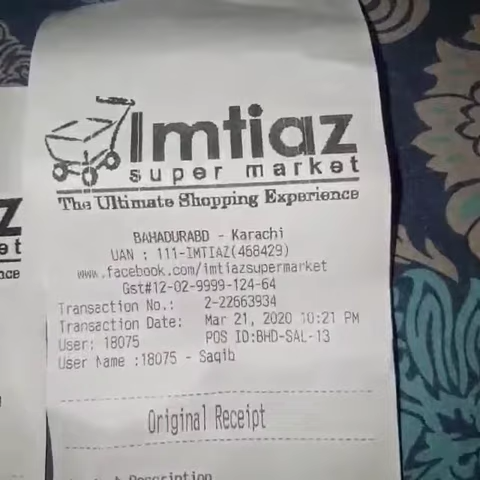 Imtiaz
super market
The Ultimate Shopping Experience
BAHADURABD - Karachi
UAN : 111-IMTIAZ(468429)
www.facebook.com/imtiazsupermarket
Gst#12-02-9999-124-64
Transaction No.: 2-22663934
Transaction Date: Mar 21, 2020 10:21 PM
User: 18075 POS ID:BHD-SAL-13
User Name :18075 - Saqib
Original Receipt
Description